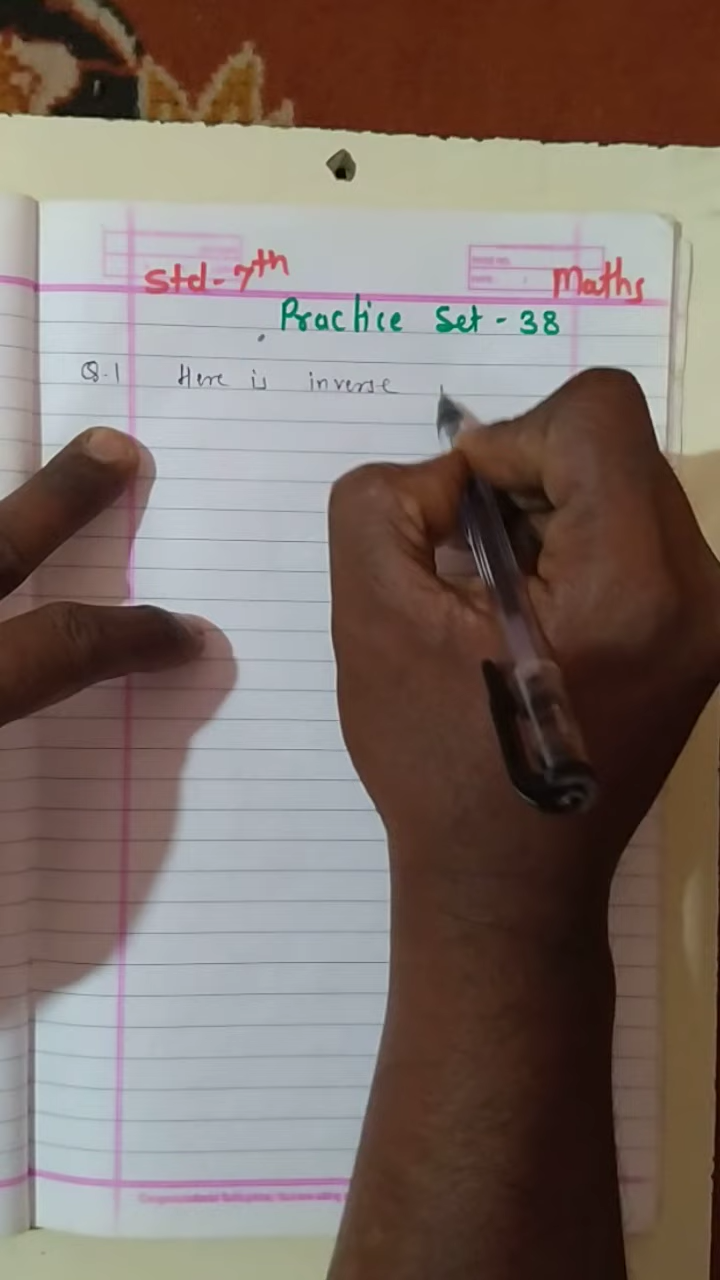 Std-7th Maths
Practice Set - 38
Q.1 Here is inverse